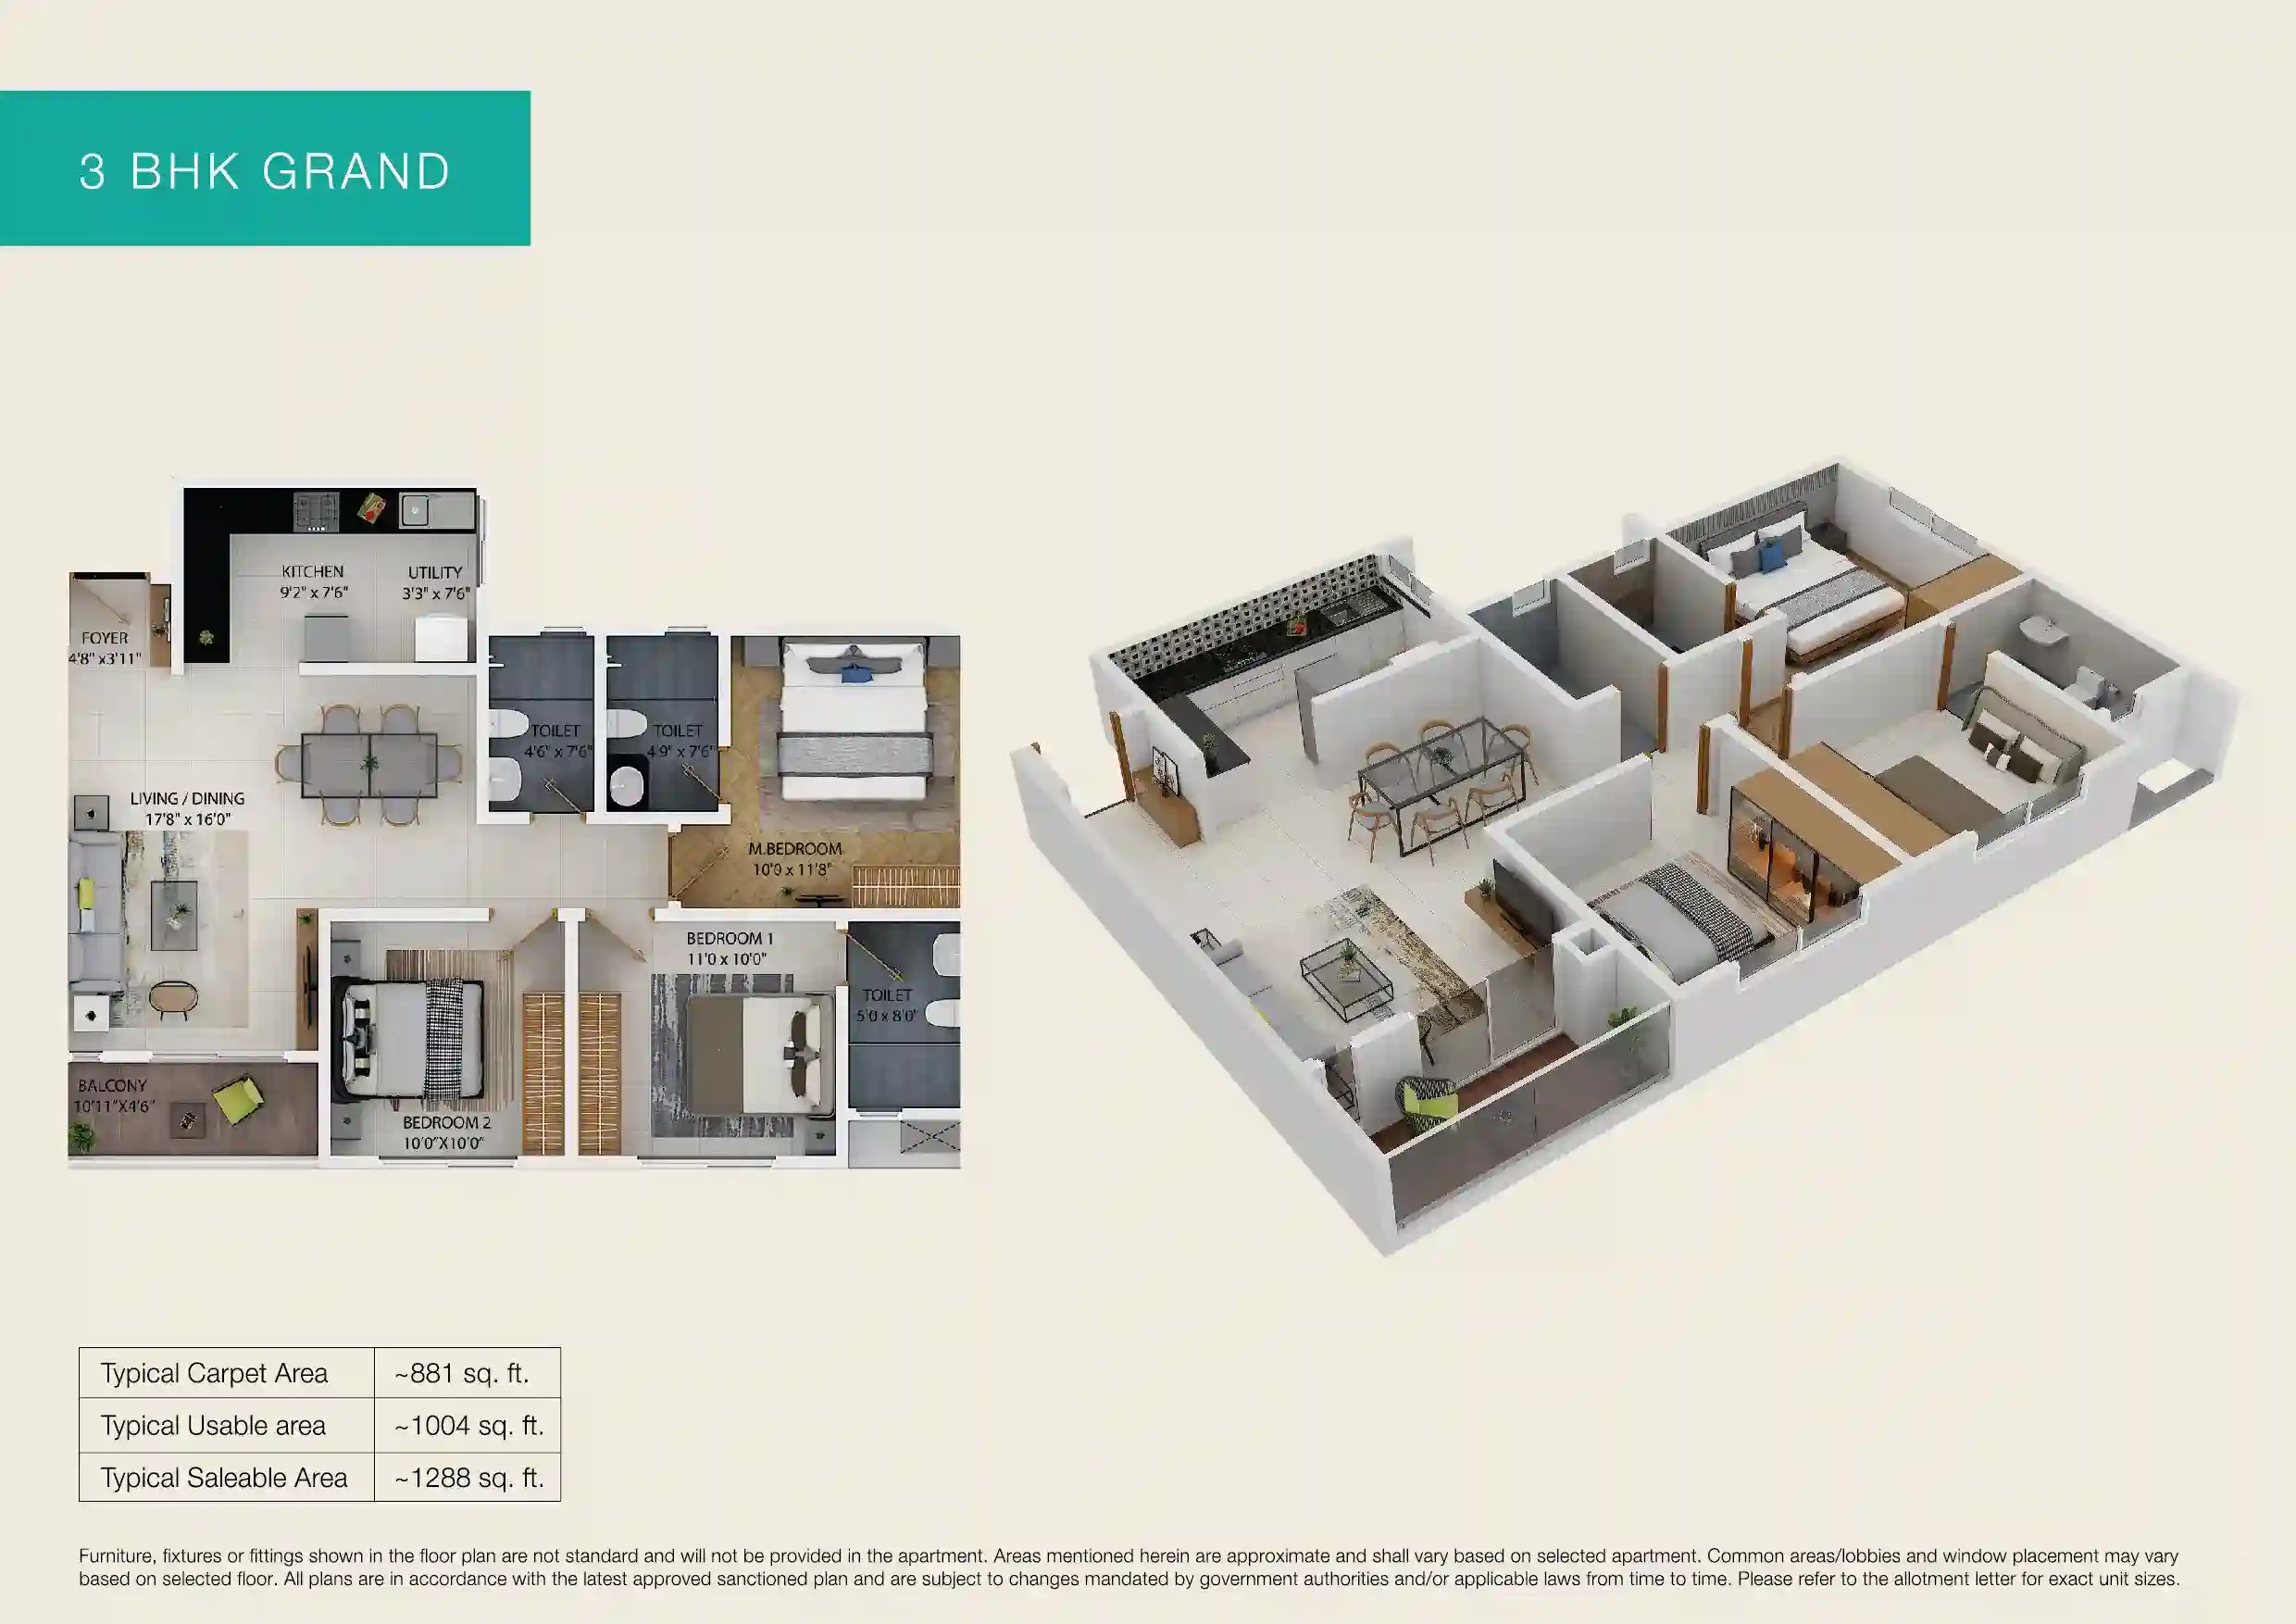 3 BHK GRAND
KITCHEN
9'2" x 7'6"
UTILITY
3'3" x 7'6"
FOYER
4'8" x3'11"
TOILET
4'6" x 7'6"
TOILET
4'9" x 7'6"
LIVING / DINING
17'8" x 16'0"
M.BEDROOM
10'0 x 11'8"
BEDROOM 1
11'0 x 10'0"
TOILET
5'0 x 8'0"
BALCONY
10'11"X4'6"
BEDROOM 2
10'0"X10'0"
Typical Carpet Area ~881 sq. ft.
Typical Usable area ~1004 sq. ft.
Typical Saleable Area ~1288 sq. ft.
Furniture, fixtures or fittings shown in the floor plan are not standard and will not be provided in the apartment. Areas mentioned herein are approximate and shall vary based on selected apartment. Common areas/lobbies and window placement may vary
based on selected floor. All plans are in accordance with the latest approved sanctioned plan and are subject to changes mandated by government authorities and/or applicable laws from time to time. Please refer to the allotment letter for exact unit sizes.